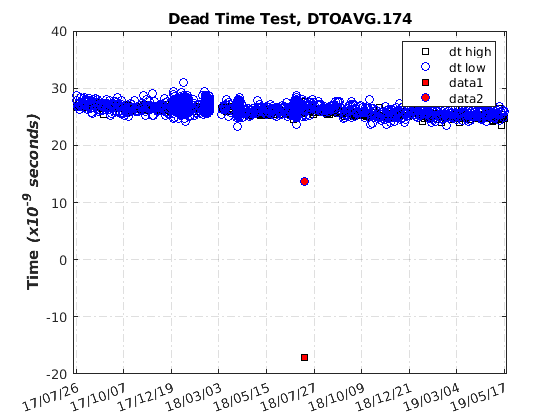 Dead Time Test, DTOAVG.174
40
30
20
10
0
-10
-20
Time (x10^-9 seconds)
dt high
dt low
data1
data2
17/07/26 17/10/07 17/12/19 18/03/03 18/05/15 18/07/27 18/10/09 18/12/21 19/03/04 19/05/17